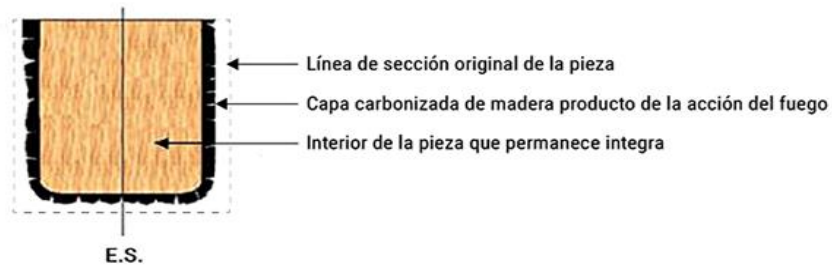 Línea de sección original de la pieza
Capa carbonizada de madera producto de la acción del fuego
Interior de la pieza que permanece integra
E.S.